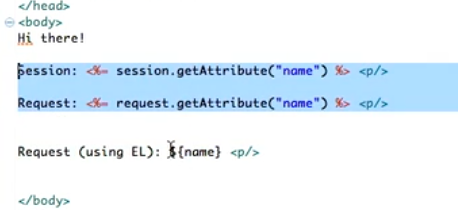 </head>
<body>
Hi there!
Session: <%= session.getAttribute("name") %> <p/>
Request: <%= request.getAttribute("name") %> <p/>
Request (using EL): ${name} <p/>
</body>